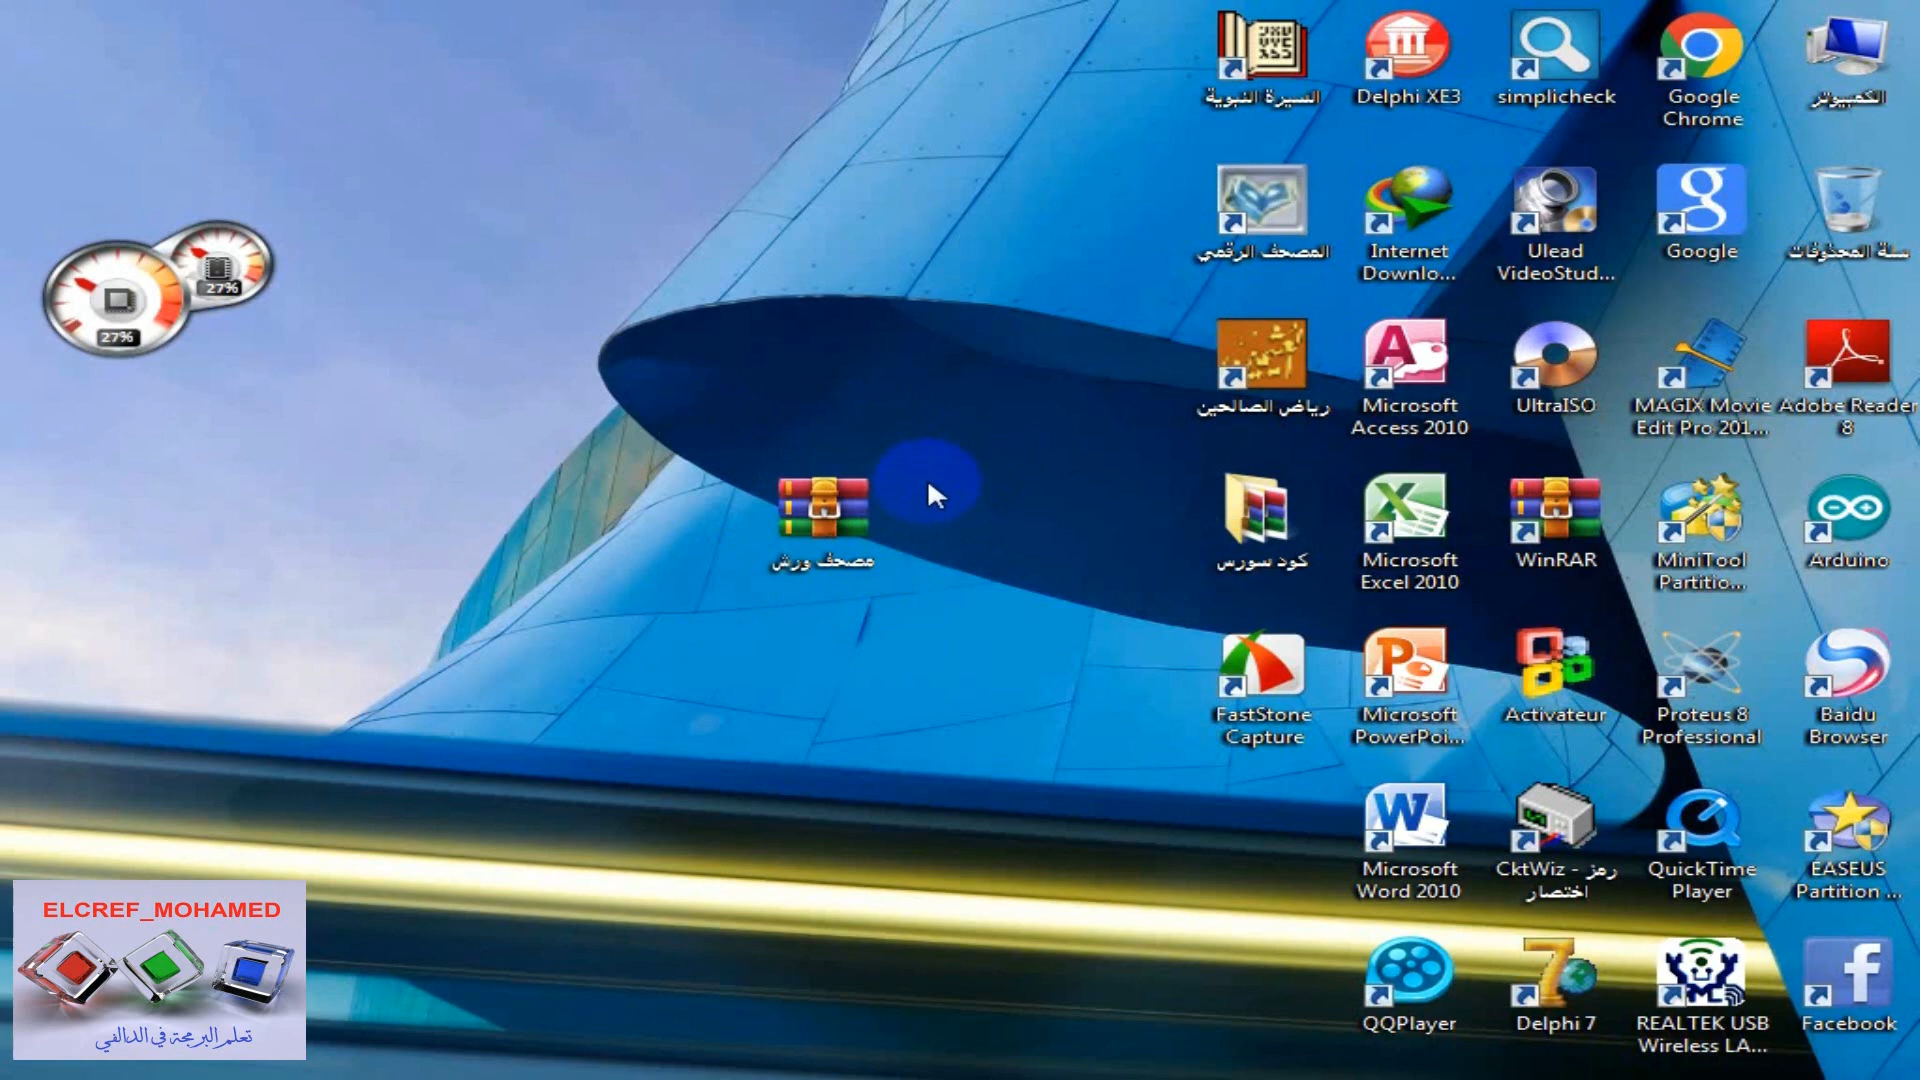 السيرة النبوية
Delphi XE3
simplicheck
Google
Chrome
الكمبيوتر
المصحف الرقمي
Internet
Downlo...
Ulead
VideoStud...
Google
سلة المحذوفات
27%
27%
رياض الصالحين
Microsoft
Access 2010
UltraISO
MAGIX Movie
Edit Pro 201...
Adobe Reader
8
مصحف ورش
كود سورس
Microsoft
Excel 2010
WinRAR
MiniTool
Partitio...
Arduino
FastStone
Capture
Microsoft
PowerPoi...
Activateur
Proteus 8
Professional
Baidu
Browser
Microsoft
Word 2010
CktWiz - رمز
اختصار
QuickTime
Player
EASEUS
Partition ...
QQPlayer
Delphi 7
REALTEK USB
Wireless LA...
Facebook
ELCREF_MOHAMED
تعلم البرمجة في الدالفي